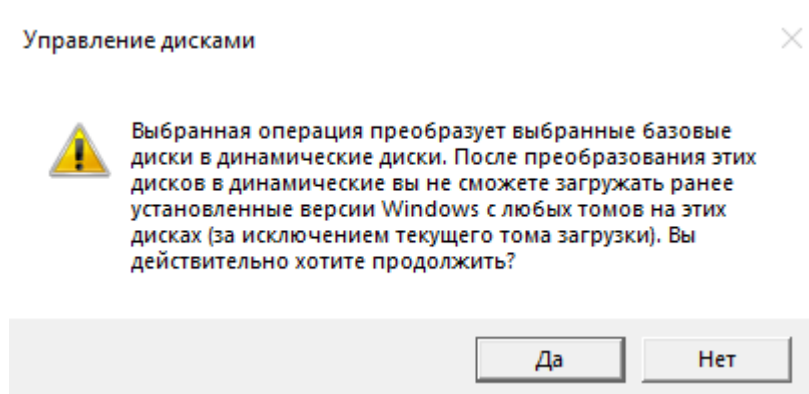 Управление дисками
Выбранная операция преобразует выбранные базовые
диски в динамические диски. После преобразования этих
дисков в динамические вы не сможете загружать ранее
установленные версии Windows с любых томов на этих
дисках (за исключением текущего тома загрузки). Вы
действительно хотите продолжить?
Да
Нет